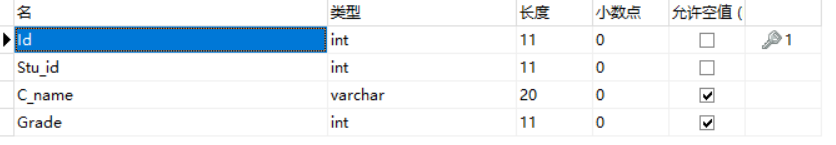 名 类型 长度 小数点 允许空值 (
Id int 11 0 1
Stu_id int 11 0
C_name varchar 20 0
Grade int 11 0